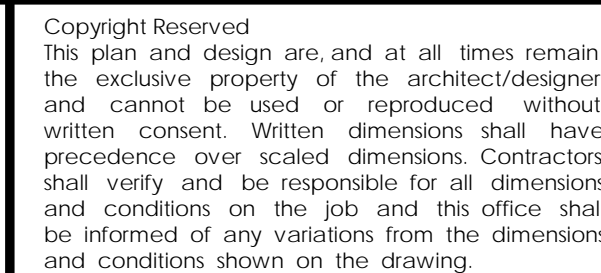 Copyright Reserved
This plan and design are, and at all times remain
the exclusive property of the architect/designer
and cannot be used or reproduced without
written consent. Written dimensions shall have
precedence over scaled dimensions. Contractors
shall verify and be responsible for all dimensions
and conditions on the job and this office shal
be informed of any variations from the dimensions
and conditions shown on the drawing.